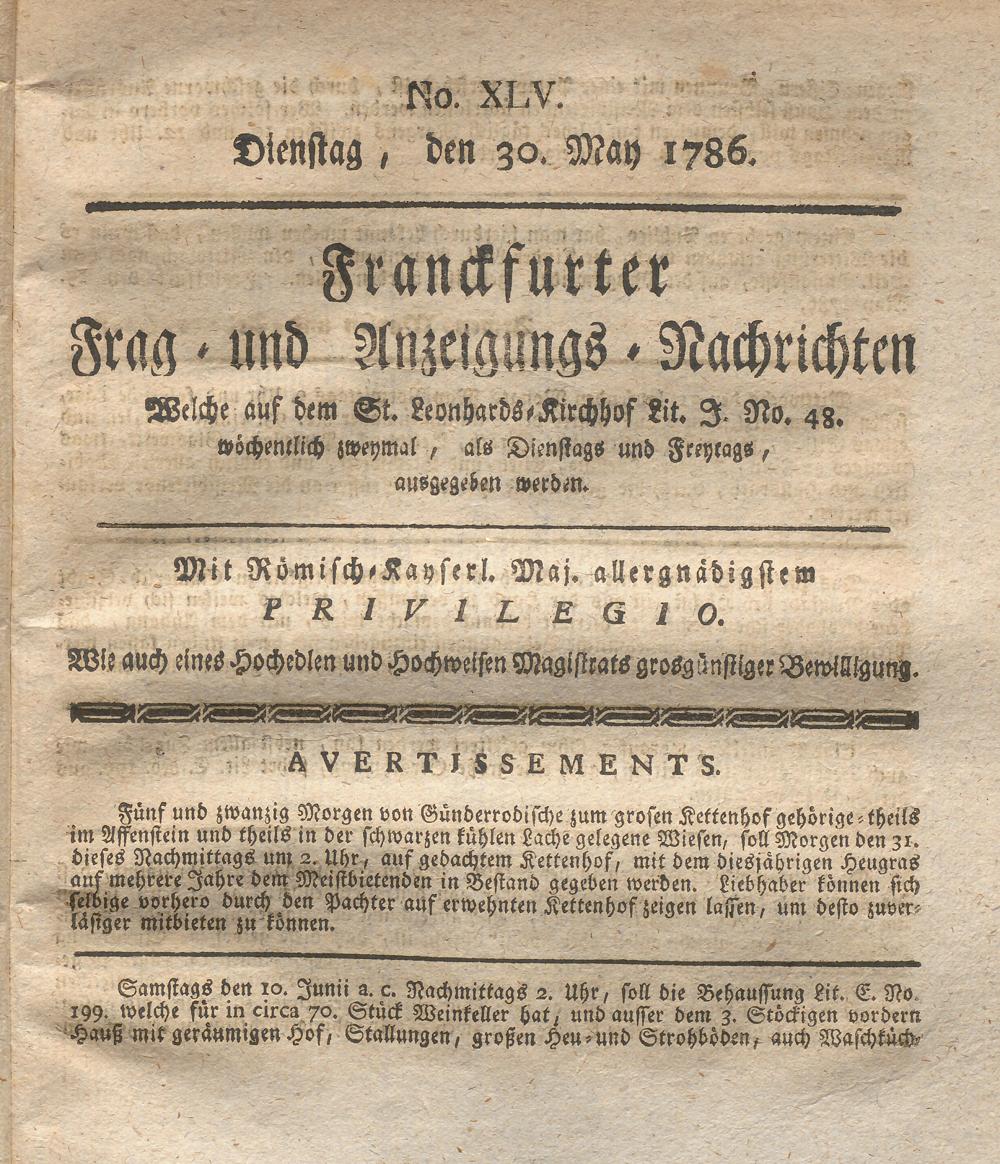 No. XLV.
Dienstag, den 30. May 1786.
Franckfurter
Frag- und Anzeigungs-Nachrichten
Welche auf dem St. Leonhards-Kirchhof Lit. J. No. 48.
wöchentlich zweymal, als Dienstags und Freytags,
ausgegeben werden.
Mit Römisch-Kayserl. Maj. allergnädigstem
PRIVILEGIO.
Wie auch eines Hochedlen und Hochweisen Magistrats grosgünstiger Bewilligung.
AVERTISSEMENTS.
Fünf und zwanzig Morgen von Günderrodische zum grosen Kettenhof gehörige-theils
im Affenstein und theils in der schwarzen kühlen Lache gelegene Wiesen, soll Morgen den 31.
dieses Nachmittags um 2. Uhr, auf gedachtem Kettenhof, mit dem diesjährigen Heugras
auf mehrere Jahre dem Meistbietenden in Bestand gegeben werden. Liebhaber können sich
selbige vorhero durch den Pachter auf erwehnten Kettenhof zeigen lassen, um desto zuver-
läsiger mitbieten zu können.
Samstags den 10. Junii a. c. Nachmittags 2. Uhr, soll die Behaussung Lit. E. No.
199. welche für in circa 70. Stück Weinkeller hat, und ausser dem 3. Stöckigen vordern
Hauß mit geräumigen Hof, Stallungen, großen Heu-und Strohböden, auch Waschküch-